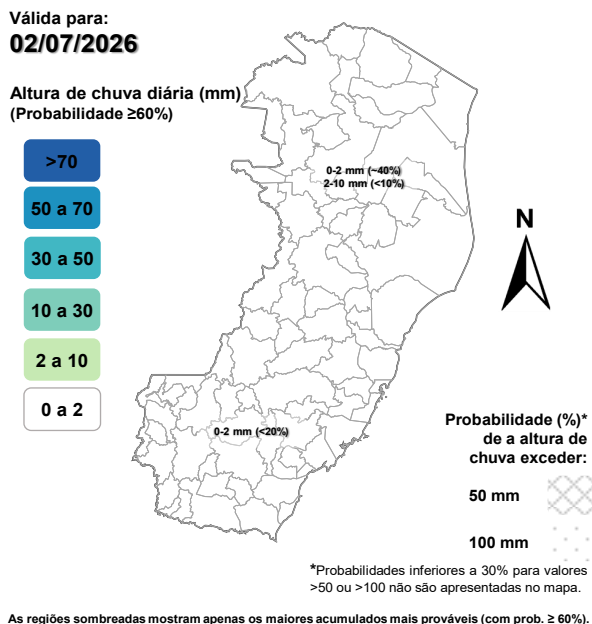 Válida para:
02/07/2026
Altura de chuva diária (mm)
(Probabilidade ≥60%)
>70
50 a 70
30 a 50
10 a 30
2 a 10
0 a 2
0-2 mm (~40%)
2-10 mm (<10%)
0-2 mm (<20%)
N
Probabilidade (%)*
de a altura de
chuva exceder:
50 mm
100 mm
*Probabilidades inferiores a 30% para valores
>50 ou >100 não são apresentadas no mapa.
As regiões sombreadas mostram apenas os maiores acumulados mais prováveis (com prob. ≥ 60%).